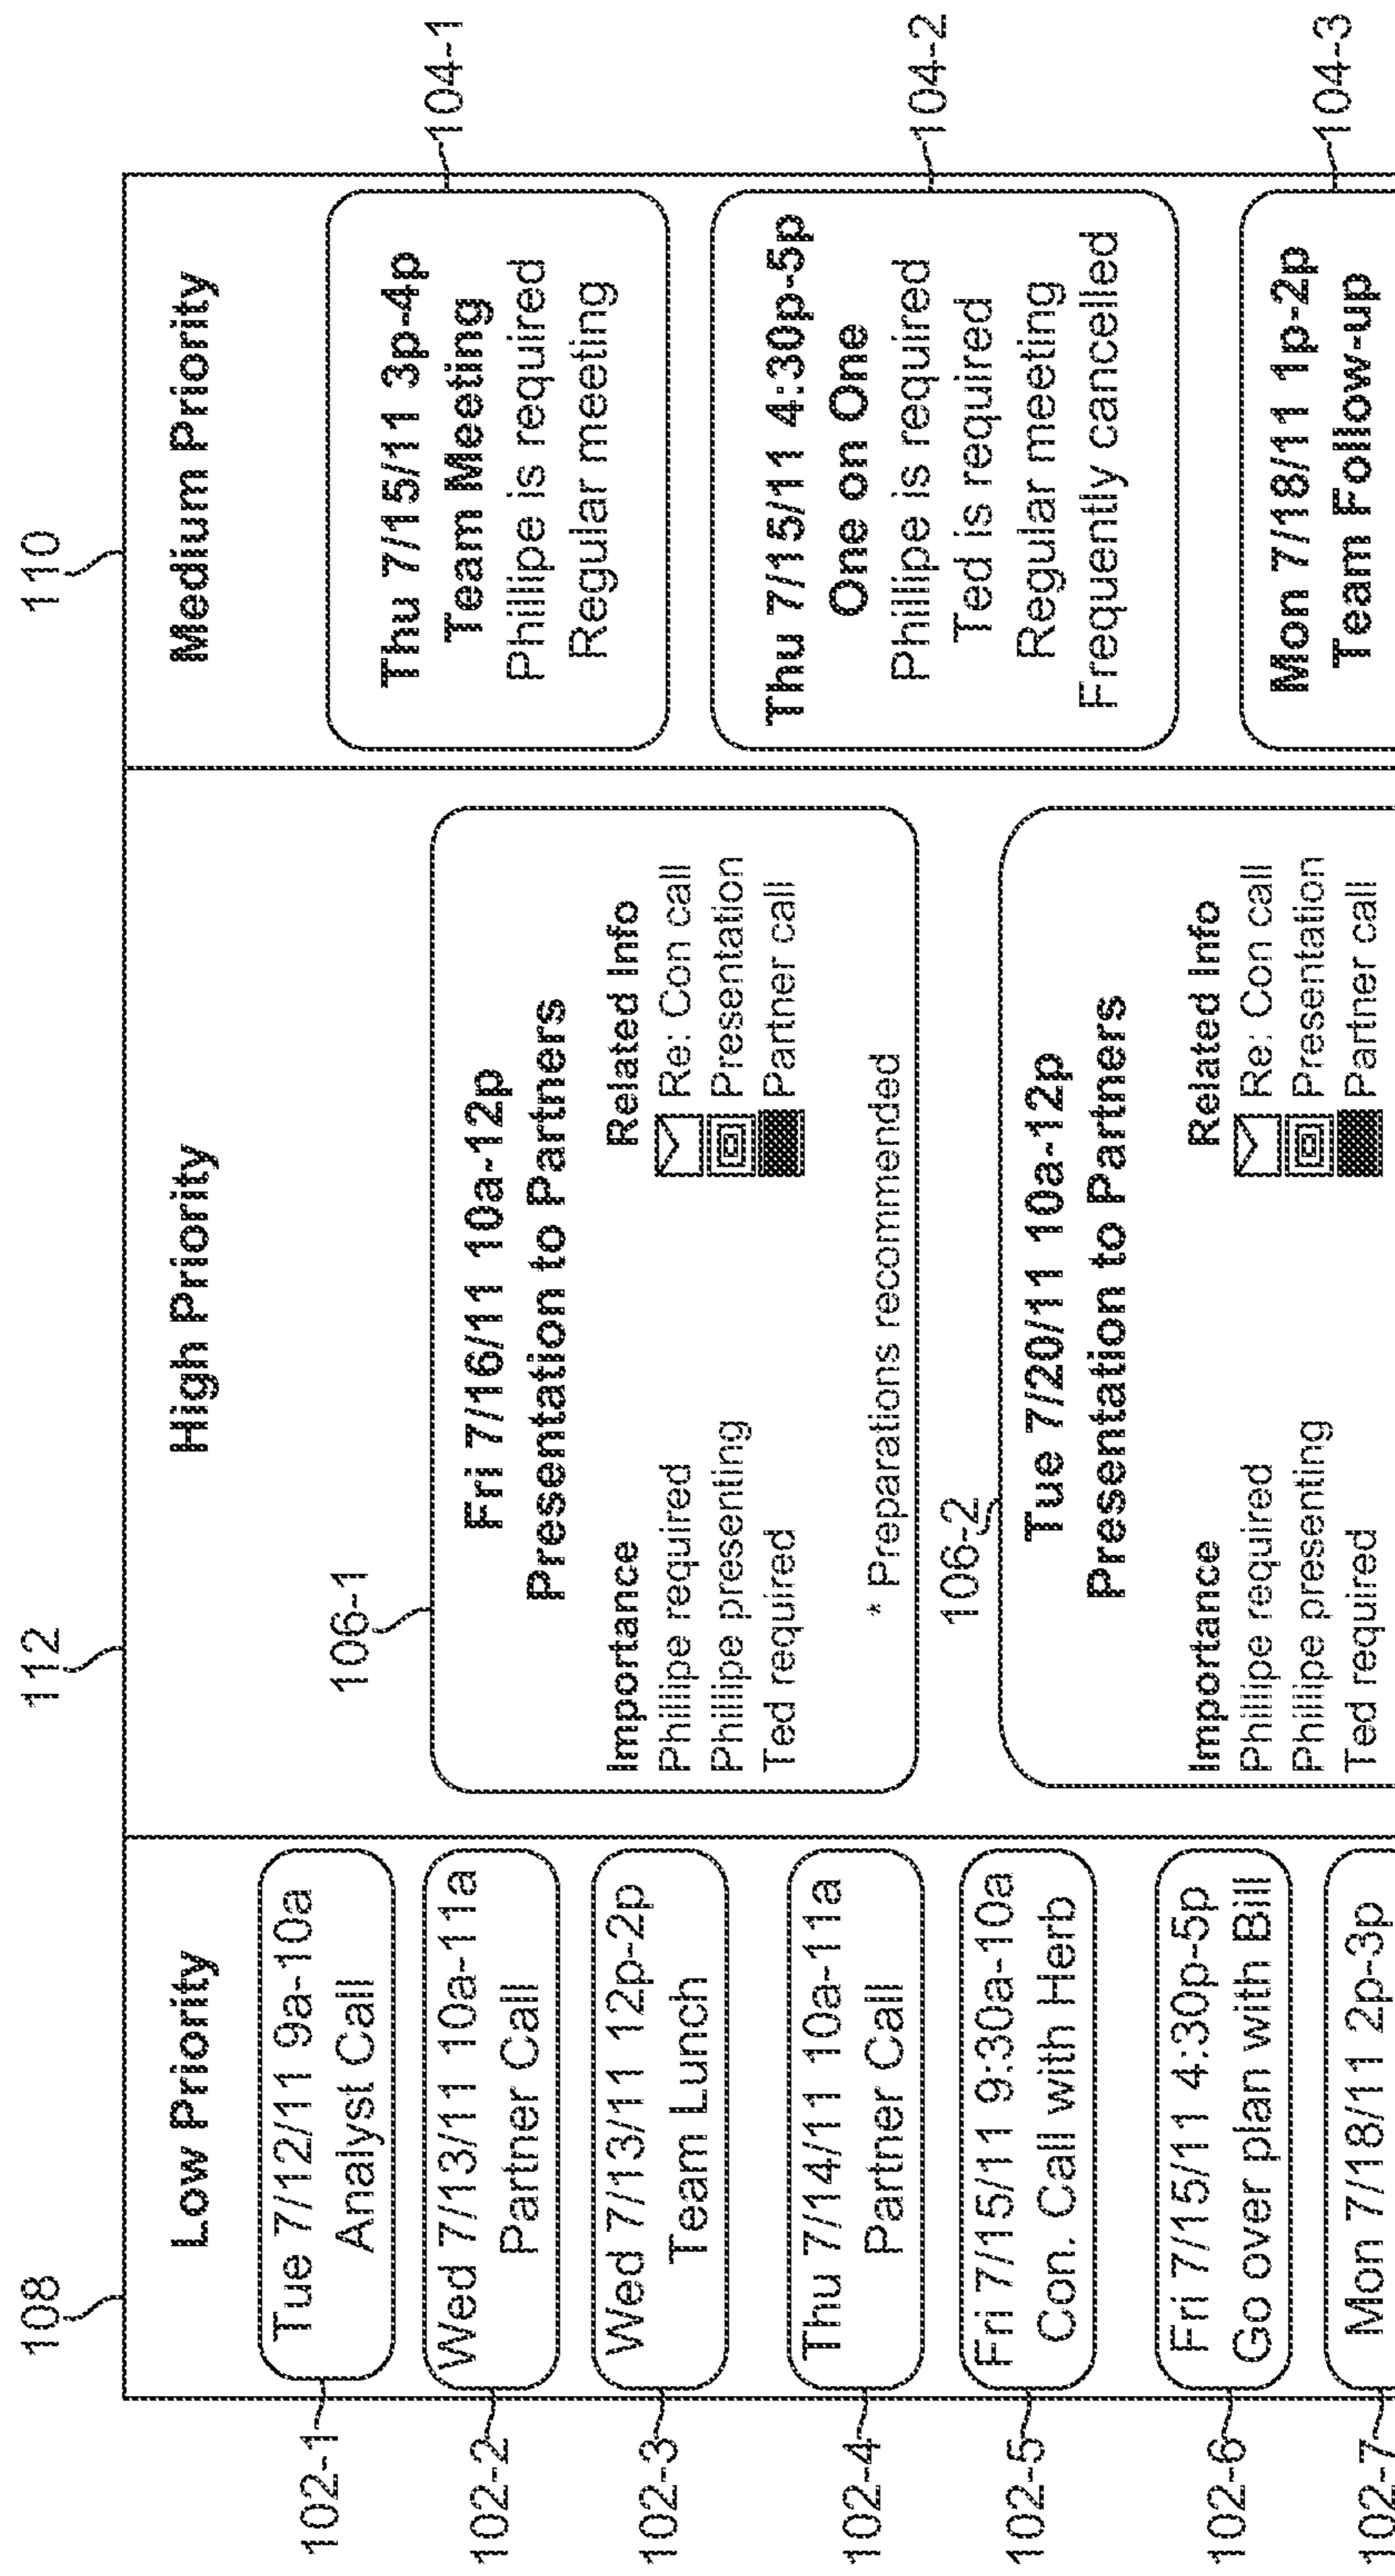 108
112
110
Low Priority
High Priority
Medium Priority
102-1
Tue 7/12/11 9a-10a
Analyst Call
102-2
Wed 7/13/11 10a-11a
Partner Call
102-3
Wed 7/13/11 12p-2p
Team Lunch
102-4
Thu 7/14/11 10a-11a
Partner Call
102-5
Fri 7/15/11 9:30a-10a
Con. Call with Herb
102-6
Fri 7/15/11 4:30p-5p
Go over plan with Bill
102-7
Mon 7/18/11 2p-3p
106-1
Fri 7/16/11 10a-12p
Presentation to Partners
Importance
Phillipe required
Phillipe presenting
Ted required
Related Info
Re: Con call
Presentation
Partner call
* Preparations recommended
106-2
Tue 7/20/11 10a-12p
Presentation to Partners
Importance
Phillipe required
Phillipe presenting
Ted required
Related Info
Re: Con call
Presentation
Partner call
104-1
Thu 7/15/11 3p-4p
Team Meeting
Phillipe is required
Regular meeting
104-2
Thu 7/15/11 4:30p-5p
One on One
Phillipe is required
Ted is required
Regular meeting
Frequently cancelled
104-3
Mon 7/18/11 1p-2p
Team Follow-up